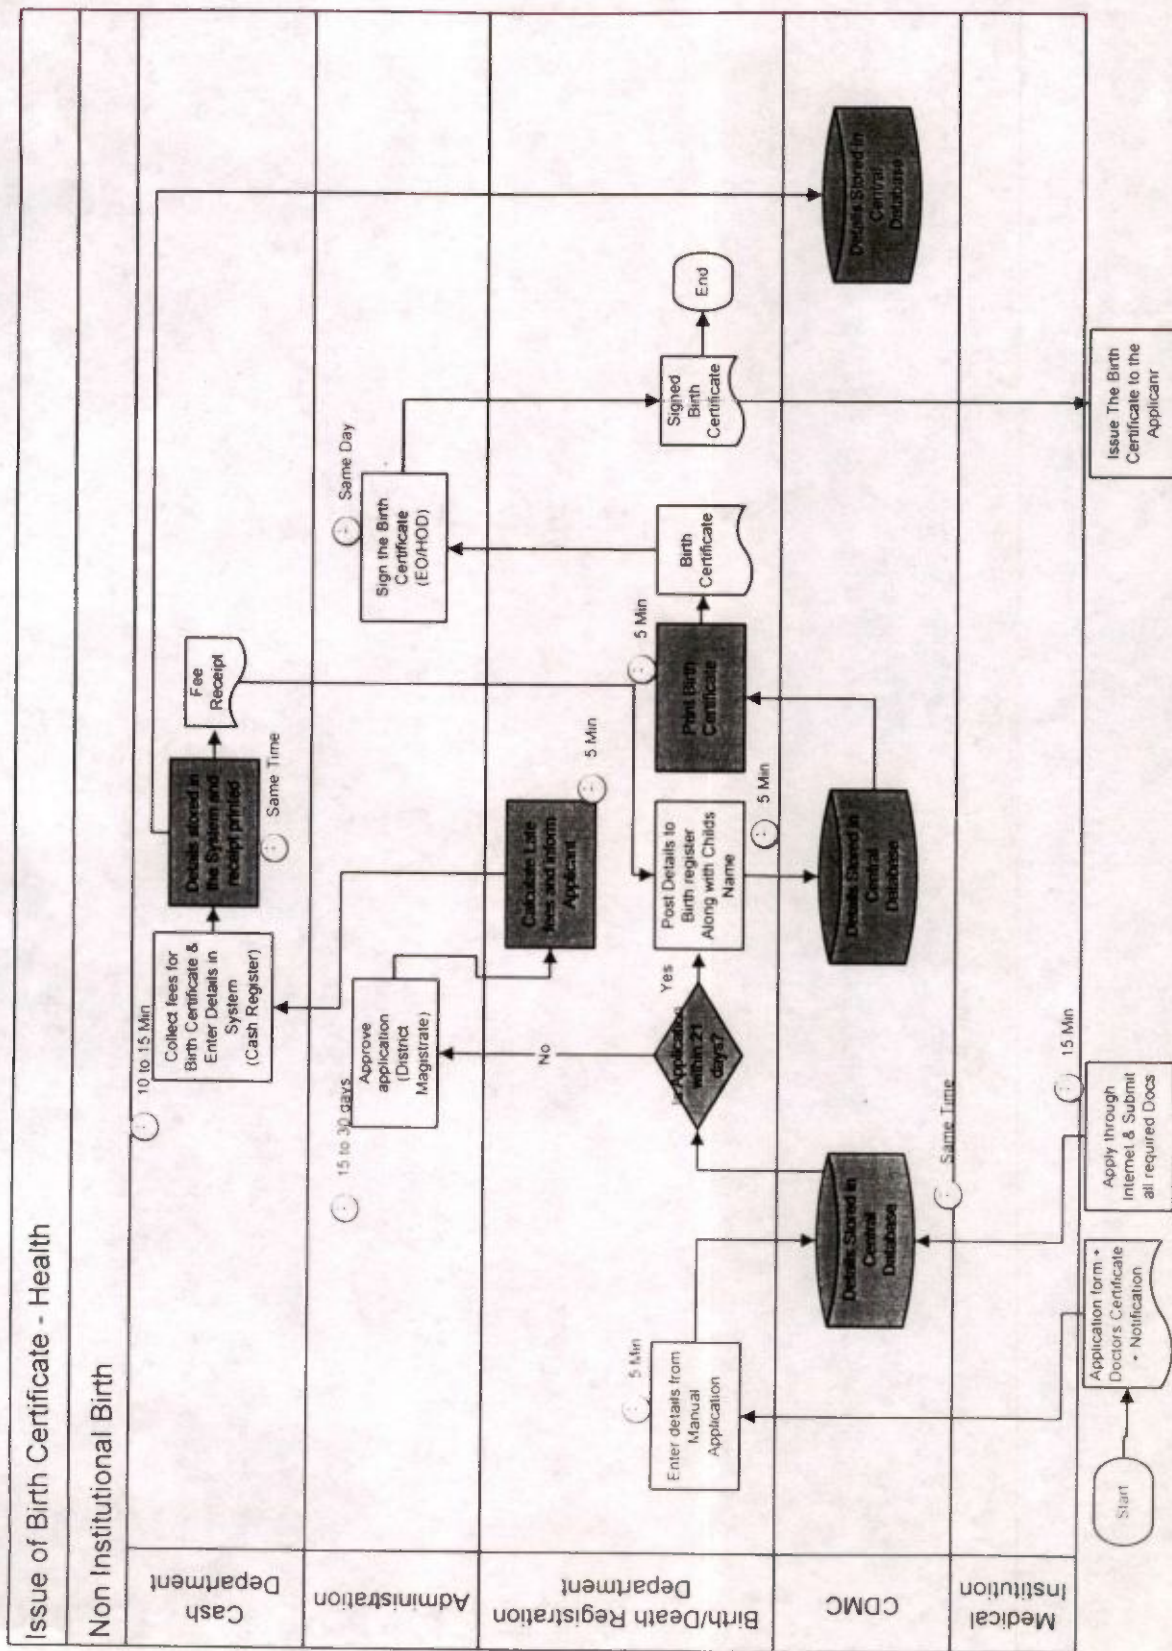 Issue of Birth Certificate - Health
Non Institutional Birth
Cash
Department
10 to 15 Min
Collect fees for
Birth Certificate &
Enter Details in
System
(Cash Register)
Details stored in
the System and
receipt printed
Same Time
Fee
Receipt
Administration
15 to 30 days
Approve
application
(District
Magistrate)
Sign the Birth
Certificate
(EO/HOD)
Same Day
Birth/Death Registration
Department
5 Min
Enter details from
Manual
Application
No
Application
within 21
days?
Yes
Calculate Late
fees and inform
Applicant
5 Min
Post Details to
Birth register
Along with Childs
Name
5 Min
Print Birth
Certificate
5 Min
Birth
Certificate
Signed
Birth
Certificate
End
CDMC
Details Stored in
Central
Database
Same Time
Details Stored in
Central
Database
Details Stored in
Central
Database
Medical
Institution
15 Min
Start
Application form +
Doctors Certificate
+ Notification
Apply through
Internet & Submit
all required Docs
Issue The Birth
Certificate to the
Applicanr